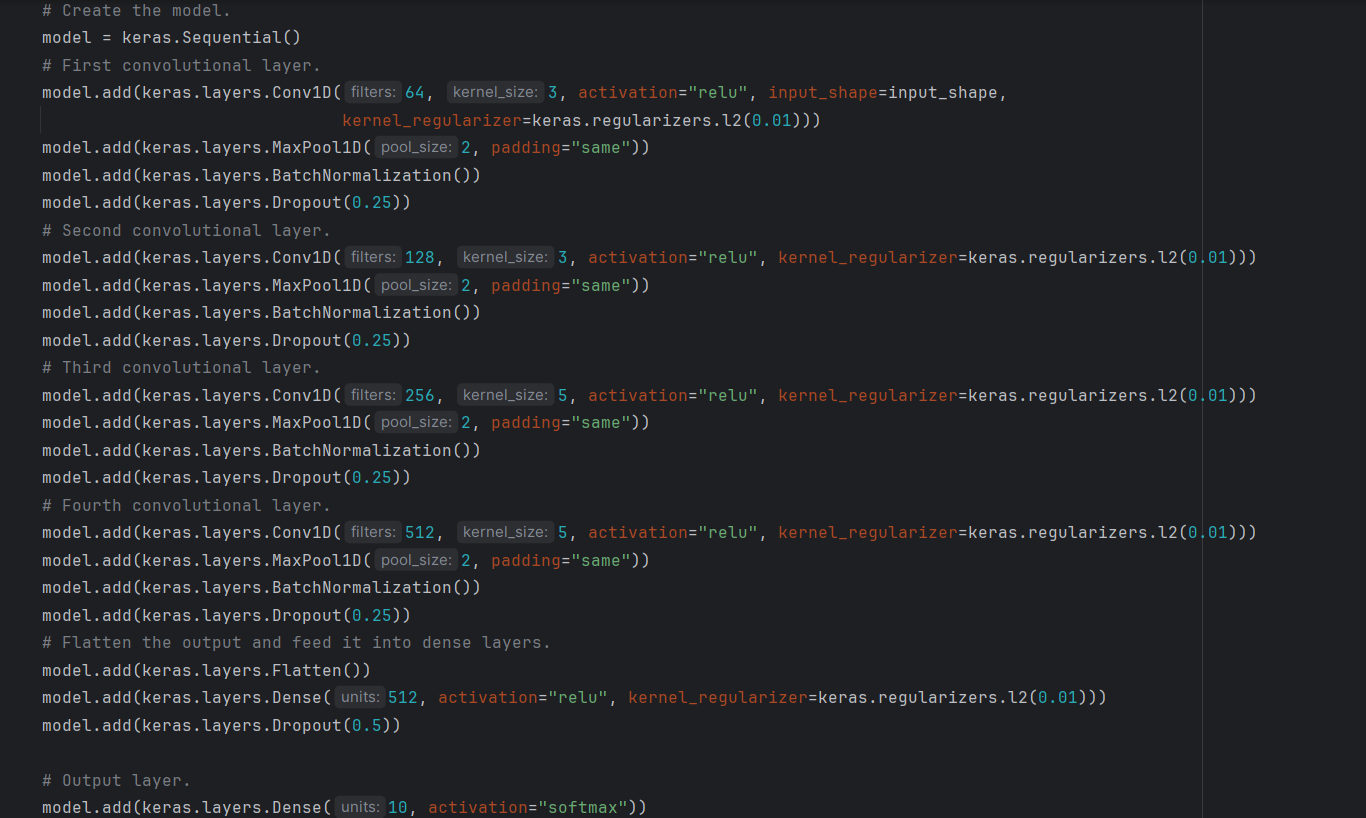 # Create the model.
model = keras.Sequential()
# First convolutional layer.
model.add(keras.layers.Conv1D( filters: 64, kernel_size: 3, activation="relu", input_shape=input_shape,
kernel_regularizer=keras.regularizers.l2(0.01)))
model.add(keras.layers.MaxPool1D( pool_size: 2, padding="same"))
model.add(keras.layers.BatchNormalization())
model.add(keras.layers.Dropout(0.25))
# Second convolutional layer.
model.add(keras.layers.Conv1D( filters: 128, kernel_size: 3, activation="relu", kernel_regularizer=keras.regularizers.l2(0.01)))
model.add(keras.layers.MaxPool1D( pool_size: 2, padding="same"))
model.add(keras.layers.BatchNormalization())
model.add(keras.layers.Dropout(0.25))
# Third convolutional layer.
model.add(keras.layers.Conv1D( filters: 256, kernel_size: 5, activation="relu", kernel_regularizer=keras.regularizers.l2(0.01)))
model.add(keras.layers.MaxPool1D( pool_size: 2, padding="same"))
model.add(keras.layers.BatchNormalization())
model.add(keras.layers.Dropout(0.25))
# Fourth convolutional layer.
model.add(keras.layers.Conv1D( filters: 512, kernel_size: 5, activation="relu", kernel_regularizer=keras.regularizers.l2(0.01)))
model.add(keras.layers.MaxPool1D( pool_size: 2, padding="same"))
model.add(keras.layers.BatchNormalization())
model.add(keras.layers.Dropout(0.25))
# Flatten the output and feed it into dense layers.
model.add(keras.layers.Flatten())
model.add(keras.layers.Dense( units: 512, activation="relu", kernel_regularizer=keras.regularizers.l2(0.01)))
model.add(keras.layers.Dropout(0.5))
# Output layer.
model.add(keras.layers.Dense( units: 10, activation="softmax"))